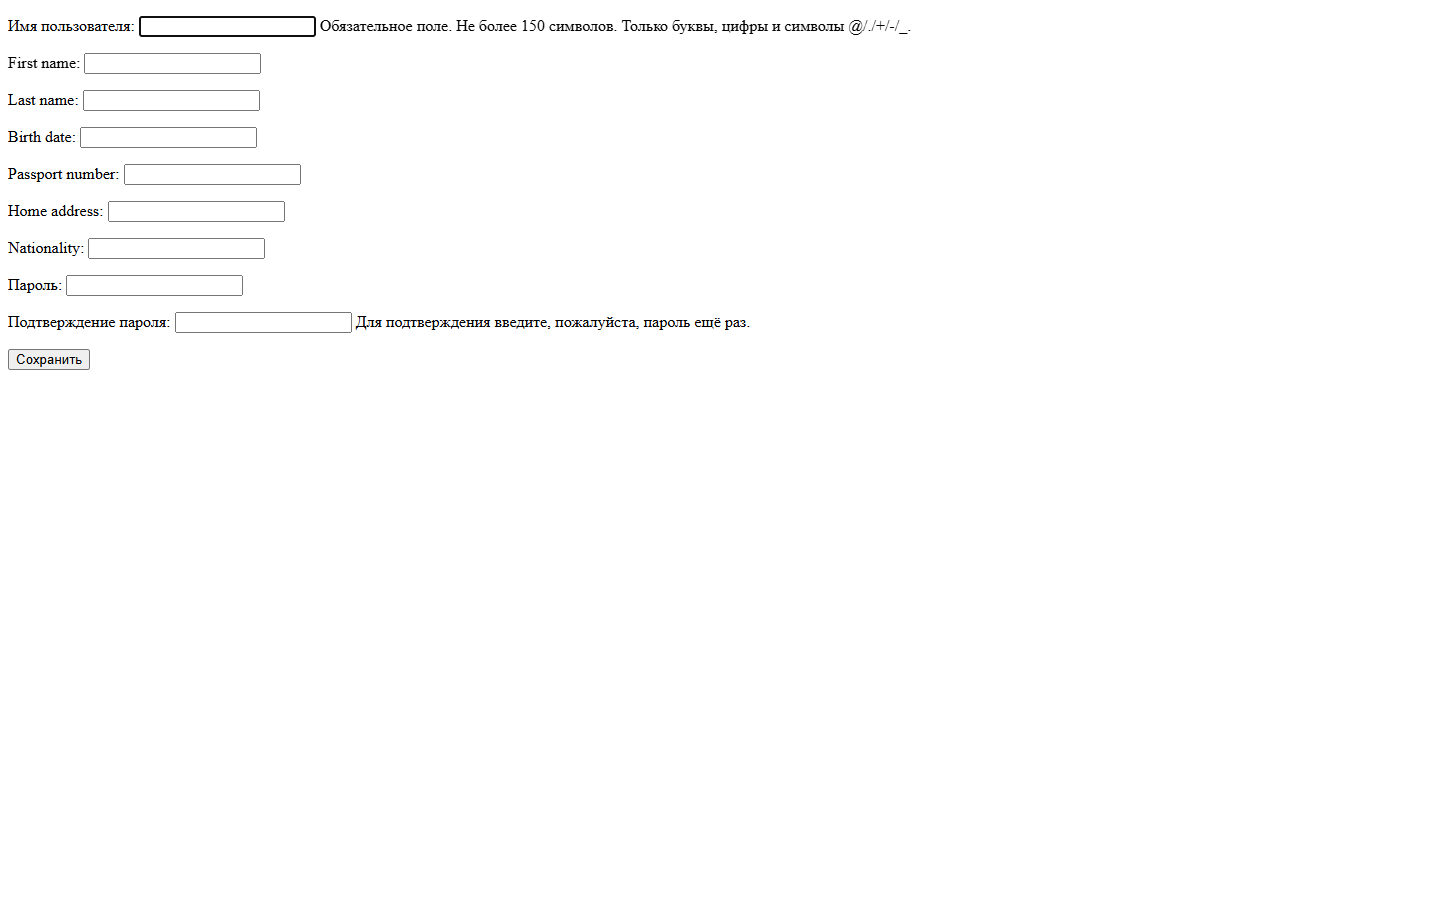 Имя пользователя: Обязательное поле. Не более 150 символов. Только буквы, цифры и символы @/./+/-/_.
First name:
Last name:
Birth date:
Passport number:
Home address:
Nationality:
Пароль:
Подтверждение пароля: Для подтверждения введите, пожалуйста, пароль ещё раз.
Сохранить